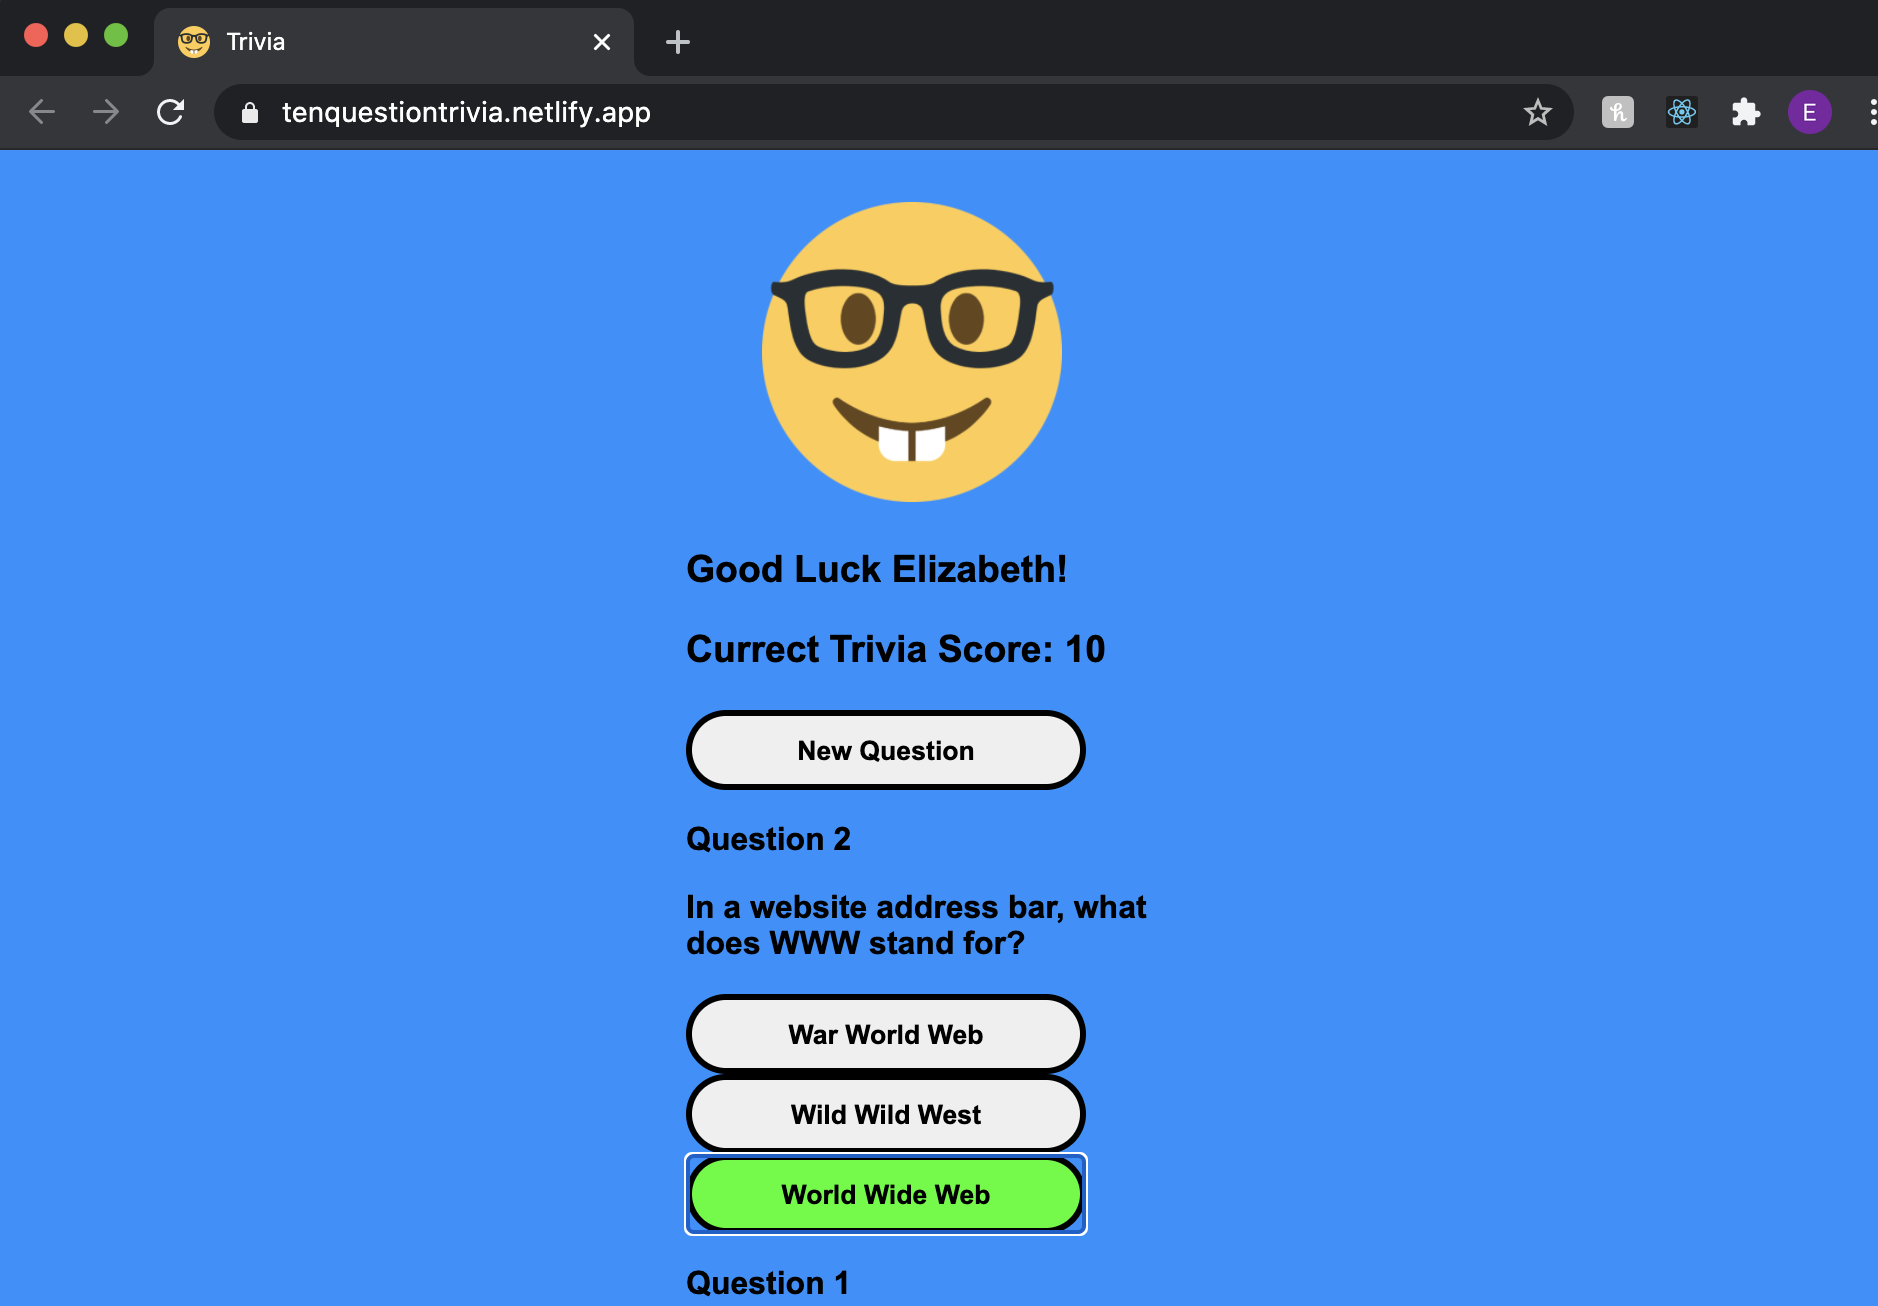 Trivia
tenquestiontrivia.netlify.app
h
E
Good Luck Elizabeth!
Currect Trivia Score: 10
New Question
Question 2
In a website address bar, what
does WWW stand for?
War World Web
Wild Wild West
World Wide Web
Question 1